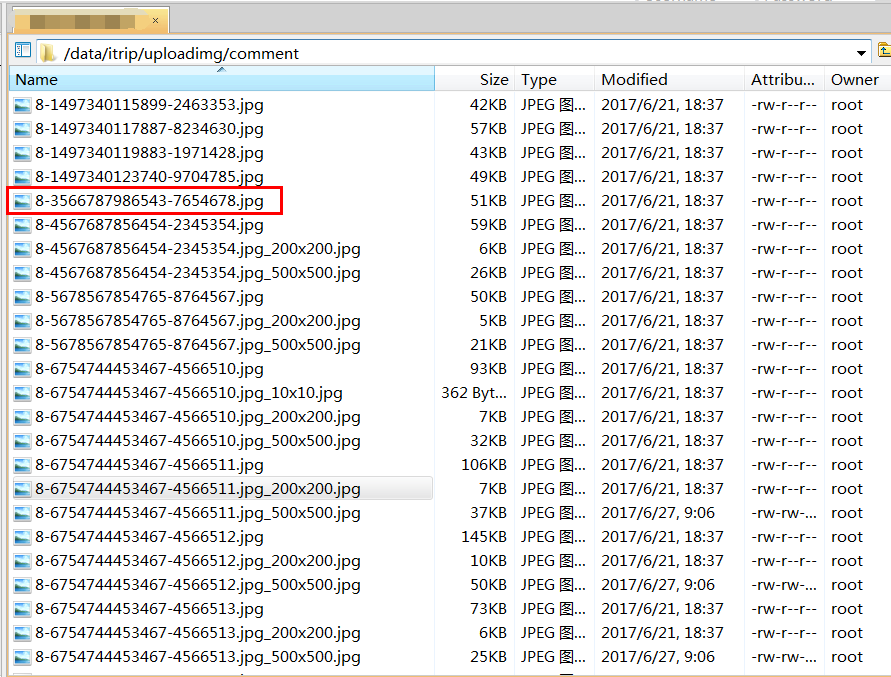 /data/itrip/uploadimg/comment
Name Size Type Modified Attribu... Owner
8-1497340115899-2463353.jpg 42KB JPEG 图... 2017/6/21, 18:37 -rw-r--r-- root
8-1497340117887-8234630.jpg 57KB JPEG 图... 2017/6/21, 18:37 -rw-r--r-- root
8-1497340119883-1971428.jpg 43KB JPEG 图... 2017/6/21, 18:37 -rw-r--r-- root
8-1497340123740-9704785.jpg 49KB JPEG 图... 2017/6/21, 18:37 -rw-r--r-- root
8-3566787986543-7654678.jpg 51KB JPEG 图... 2017/6/21, 18:37 -rw-r--r-- root
8-4567687856454-2345354.jpg 59KB JPEG 图... 2017/6/21, 18:37 -rw-r--r-- root
8-4567687856454-2345354.jpg_200x200.jpg 6KB JPEG 图... 2017/6/21, 18:37 -rw-r--r-- root
8-4567687856454-2345354.jpg_500x500.jpg 26KB JPEG 图... 2017/6/21, 18:37 -rw-r--r-- root
8-5678567854765-8764567.jpg 50KB JPEG 图... 2017/6/21, 18:37 -rw-r--r-- root
8-5678567854765-8764567.jpg_200x200.jpg 5KB JPEG 图... 2017/6/21, 18:37 -rw-r--r-- root
8-5678567854765-8764567.jpg_500x500.jpg 21KB JPEG 图... 2017/6/21, 18:37 -rw-r--r-- root
8-6754744453467-4566510.jpg 93KB JPEG 图... 2017/6/21, 18:37 -rw-r--r-- root
8-6754744453467-4566510.jpg_10x10.jpg 362 Byt... JPEG 图... 2017/6/21, 18:37 -rw-r--r-- root
8-6754744453467-4566510.jpg_200x200.jpg 7KB JPEG 图... 2017/6/21, 18:37 -rw-r--r-- root
8-6754744453467-4566510.jpg_500x500.jpg 32KB JPEG 图... 2017/6/21, 18:37 -rw-r--r-- root
8-6754744453467-4566511.jpg 106KB JPEG 图... 2017/6/21, 18:37 -rw-r--r-- root
8-6754744453467-4566511.jpg_200x200.jpg 7KB JPEG 图... 2017/6/21, 18:37 -rw-r--r-- root
8-6754744453467-4566511.jpg_500x500.jpg 37KB JPEG 图... 2017/6/27, 9:06 -rw-rw-... root
8-6754744453467-4566512.jpg 145KB JPEG 图... 2017/6/21, 18:37 -rw-r--r-- root
8-6754744453467-4566512.jpg_200x200.jpg 10KB JPEG 图... 2017/6/21, 18:37 -rw-r--r-- root
8-6754744453467-4566512.jpg_500x500.jpg 50KB JPEG 图... 2017/6/27, 9:06 -rw-rw-... root
8-6754744453467-4566513.jpg 73KB JPEG 图... 2017/6/21, 18:37 -rw-r--r-- root
8-6754744453467-4566513.jpg_200x200.jpg 6KB JPEG 图... 2017/6/21, 18:37 -rw-r--r-- root
8-6754744453467-4566513.jpg_500x500.jpg 25KB JPEG 图... 2017/6/27, 9:06 -rw-rw-... root